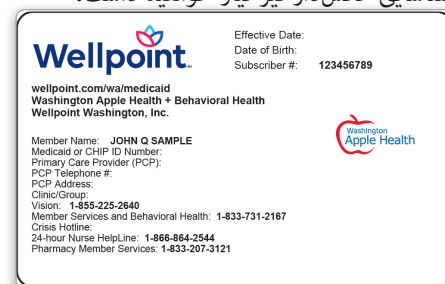 Wellpoint
Effective Date:
Date of Birth:
Subscriber #: 123456789
wellpoint.com/wa/medicaid
Washington Apple Health + Behavioral Health
Wellpoint Washington, Inc.
Washington
Apple Health
Member Name: JOHN Q SAMPLE
Medicaid or CHIP ID Number:
Primary Care Provider (PCP):
PCP Telephone #:
PCP Address:
Clinic/Group:
Vision: 1-855-225-2640
Member Services and Behavioral Health: 1-833-731-2167
Crisis Hotline:
24-hour Nurse HelpLine: 1-866-864-2544
Pharmacy Member Services: 1-833-207-3121